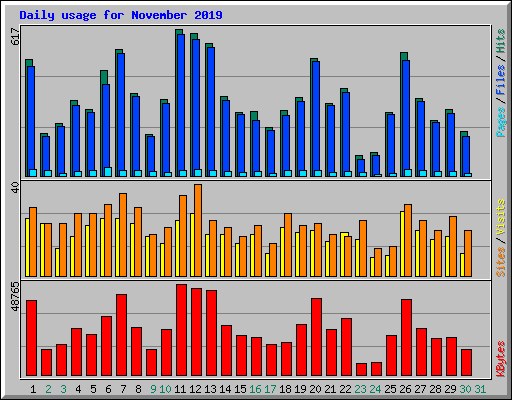 Daily usage for November 2019
617
Pages / Files / Hits
40
Sites / Visits
48765
KBytes
1 2 3 4 5 6 7 8 9 10 11 12 13 14 15 16 17 18 19 20 21 22 23 24 25 26 27 28 29 30 31